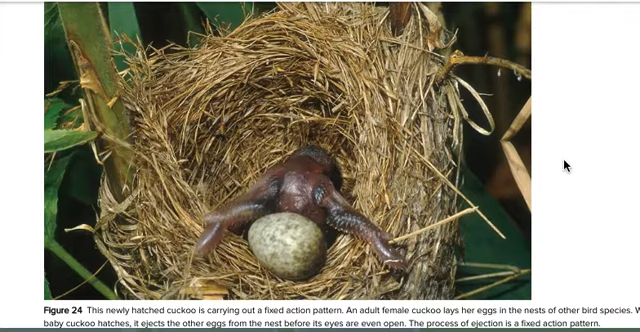 Figure 24 This newly hatched cuckoo is carrying out a fixed action pattern. An adult female cuckoo lays her eggs in the nests of other bird species.
baby cuckoo hatches, it ejects the other eggs from the nest before its eyes are even open. The process of ejection is a fixed action pattern.